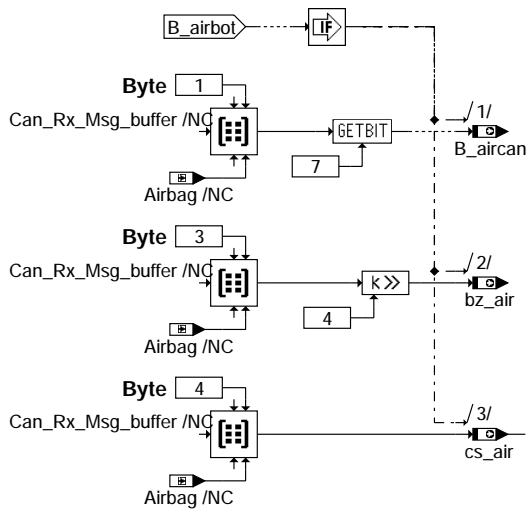 B_airbot
IF
Byte 1
Can_Rx_Msg_buffer /NC
1/
GETBIT
B_aircan
7
Airbag /NC
Byte 3
Can_Rx_Msg_buffer /NC
2/
k >>
bz_air
4
Airbag /NC
Byte 4
Can_Rx_Msg_buffer /NC
3/
cs_air
Airbag /NC